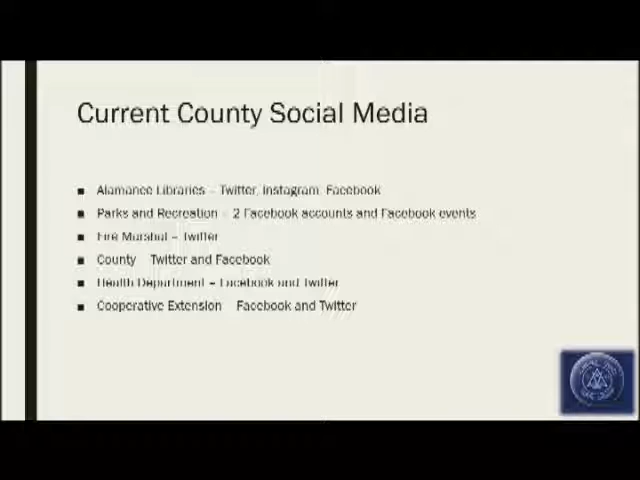 Current County Social Media
■ Alamance Libraries – Twitter, Instagram, Facebook
■ Parks and Recreation – 2 Facebook accounts and Facebook events
■ Fire Marshal – Twitter
■ County – Twitter and Facebook
■ Health Department – Facebook and Twitter
■ Cooperative Extension – Facebook and Twitter